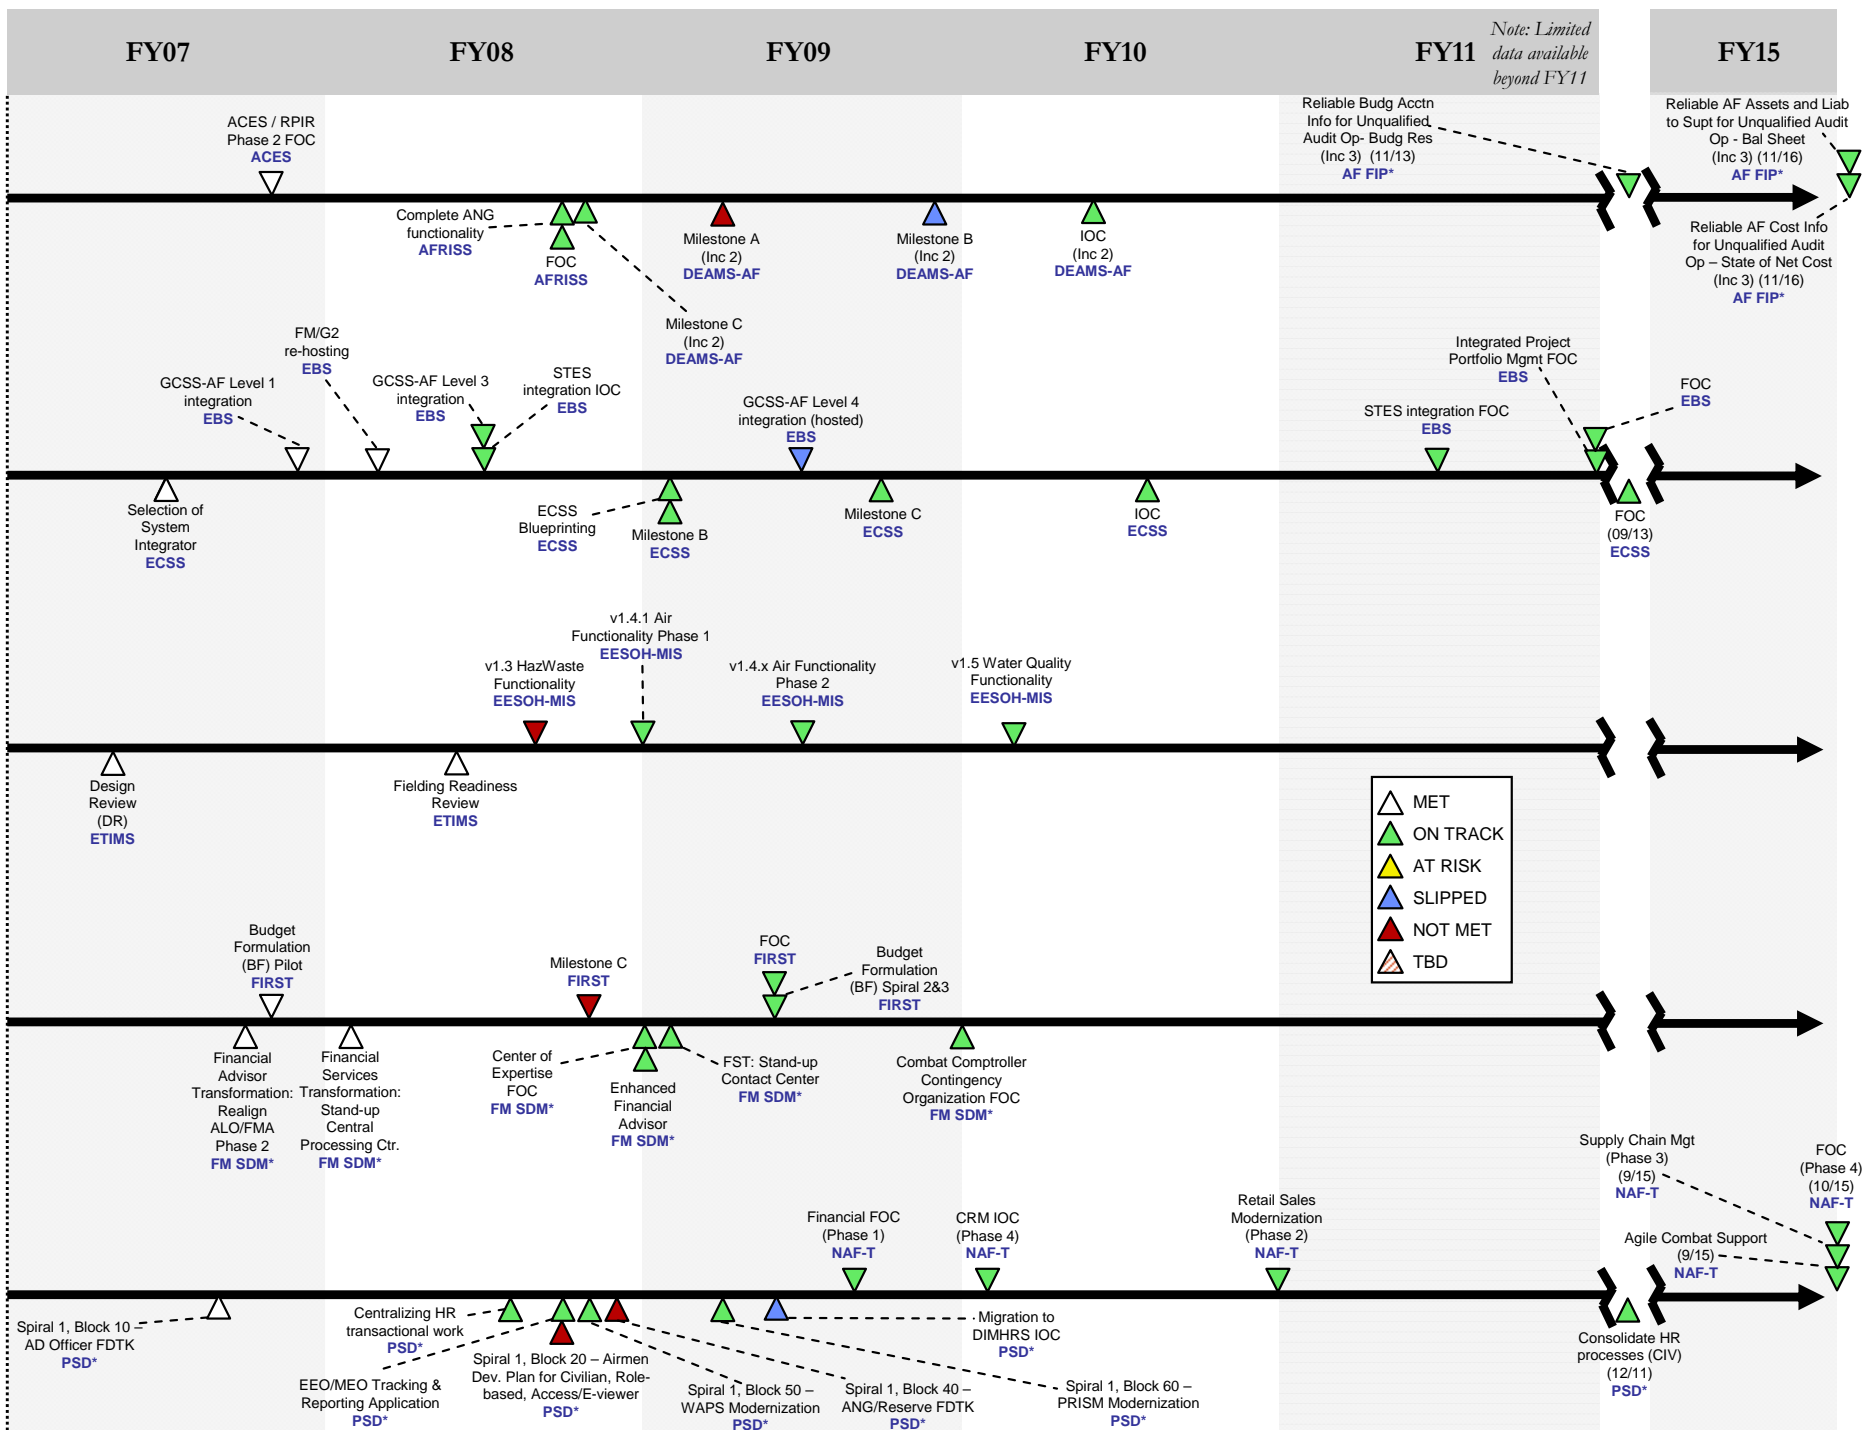 FY07
FY08
FY09
FY10
FY11
Note: Limited
data available
beyond FY11
FY15
ACES / RPIR
Phase 2 FOC
ACES
Reliable Budg Acctn
Info for Unqualified
Audit Op- Budg Res
(Inc 3) (11/13)
AF FIP*
Reliable AF Assets and Liab
to Supt for Unqualified Audit
Op - Bal Sheet
(Inc 3) (11/16)
AF FIP*
Complete ANG
functionality
AFRISS
FOC
AFRISS
Milestone C
(Inc 2)
DEAMS-AF
Milestone A
(Inc 2)
DEAMS-AF
Milestone B
(Inc 2)
DEAMS-AF
IOC
(Inc 2)
DEAMS-AF
Reliable AF Cost Info
for Unqualified Audit
Op – State of Net Cost
(Inc 3) (11/16)
AF FIP*
GCSS-AF Level 1
integration
EBS
FM/G2
re-hosting
EBS
GCSS-AF Level 3
integration
EBS
STES
integration IOC
EBS
GCSS-AF Level 4
integration (hosted)
EBS
STES integration FOC
EBS
Integrated Project
Portfolio Mgmt FOC
EBS
FOC
EBS
Selection of
System
Integrator
ECSS
ECSS
Blueprinting
ECSS
Milestone B
ECSS
Milestone C
ECSS
IOC
ECSS
FOC
(09/13)
ECSS
v1.3 HazWaste
Functionality
EESOH-MIS
v1.4.1 Air
Functionality Phase 1
EESOH-MIS
v1.4.x Air Functionality
Phase 2
EESOH-MIS
v1.5 Water Quality
Functionality
EESOH-MIS
Design
Review
(DR)
ETIMS
Fielding Readiness
Review
ETIMS
MET
ON TRACK
AT RISK
SLIPPED
NOT MET
TBD
Budget
Formulation
(BF) Pilot
FIRST
Milestone C
FIRST
FOC
FIRST
Budget
Formulation
(BF) Spiral 2&3
FIRST
Financial
Advisor
Transformation:
Realign
ALO/FMA
Phase 2
FM SDM*
Financial
Services
Transformation:
Stand-up
Central
Processing Ctr.
FM SDM*
Center of
Expertise
FOC
FM SDM*
Enhanced
Financial
Advisor
FM SDM*
FST: Stand-up
Contact Center
FM SDM*
Combat Comptroller
Contingency
Organization FOC
FM SDM*
Financial FOC
(Phase 1)
NAF-T
CRM IOC
(Phase 4)
NAF-T
Retail Sales
Modernization
(Phase 2)
NAF-T
Supply Chain Mgt
(Phase 3)
(9/15)
NAF-T
Agile Combat Support
(9/15)
NAF-T
FOC
(Phase 4)
(10/15)
NAF-T
Spiral 1, Block 10 –
AD Officer FDTK
PSD*
Centralizing HR
transactional work
PSD*
EEO/MEO Tracking &
Reporting Application
PSD*
Spiral 1, Block 20 – Airmen
Dev. Plan for Civilian, Role-
based, Access/E-viewer
PSD*
Spiral 1, Block 50 –
WAPS Modernization
PSD*
Spiral 1, Block 40 –
ANG/Reserve FDTK
PSD*
Migration to
DIMHRS IOC
PSD*
Spiral 1, Block 60 –
PRISM Modernization
PSD*
Consolidate HR
processes (CIV)
(12/11)
PSD*